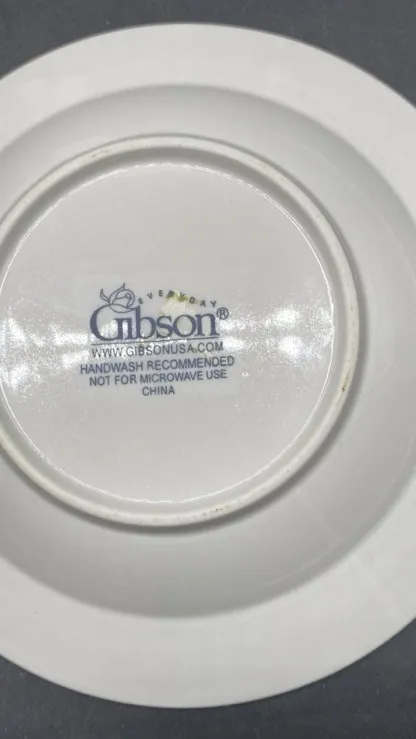 EVERYDAY
Gibson®
WWW.GIBSONUSA.COM
HANDWASH RECOMMENDED
NOT FOR MICROWAVE USE
CHINA